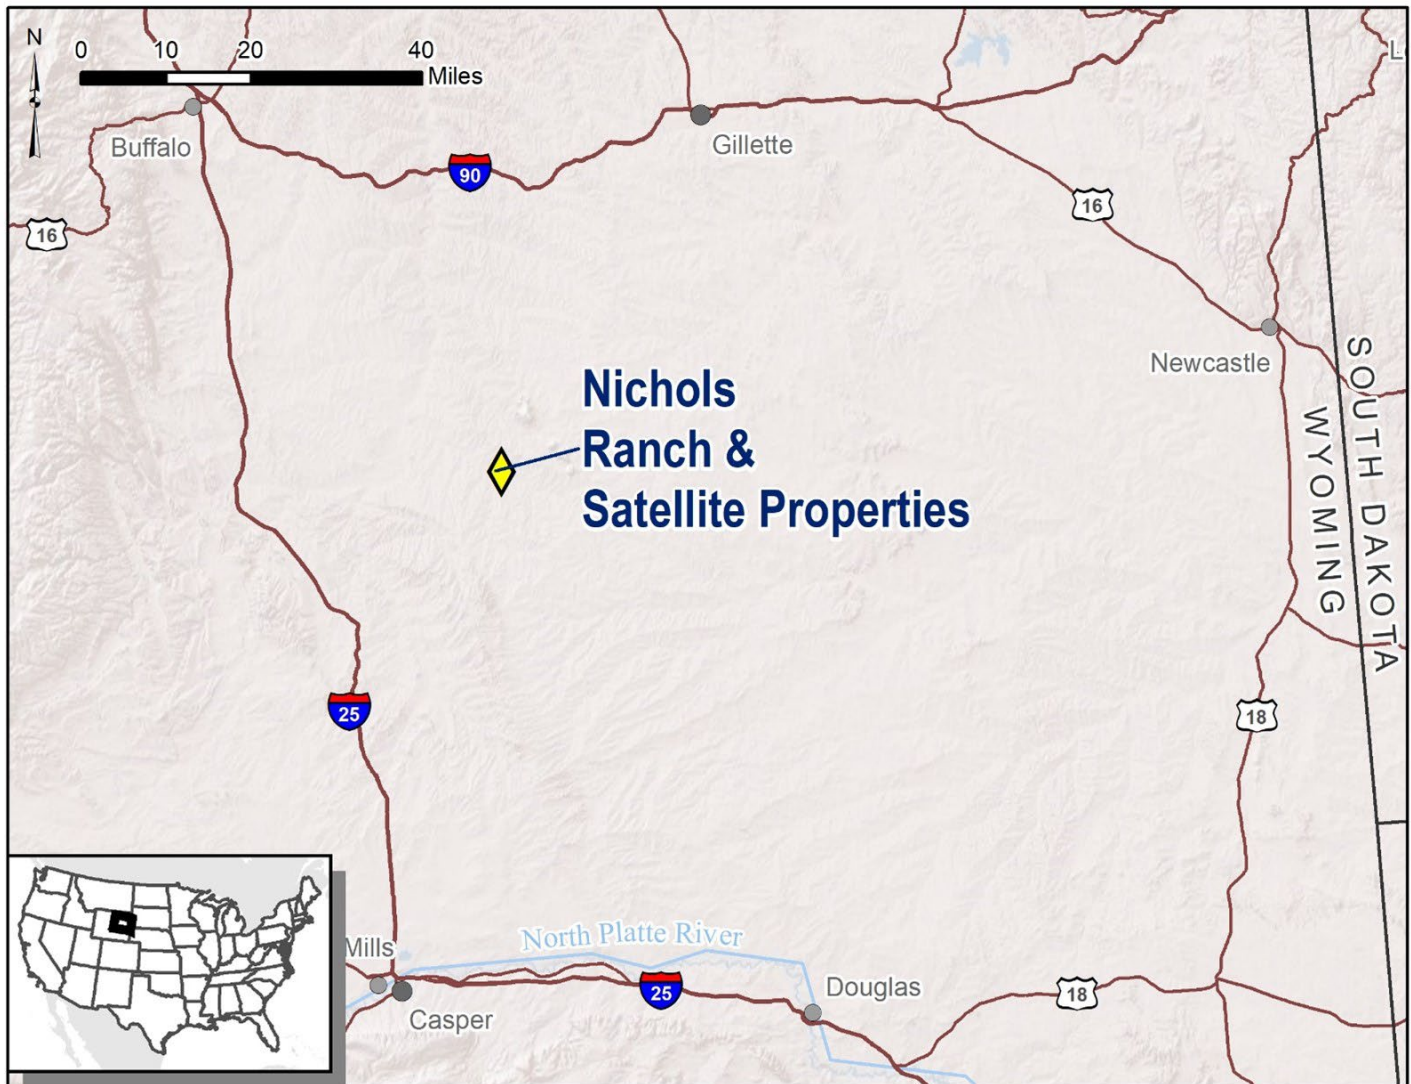 N
0 10 20 40
Miles
Buffalo
Gillette
90
16
16
Newcastle
Nichols
Ranch &
Satellite Properties
SOUTH DAKOTA
WYOMING
25
18
North Platte River
Mills
25
Douglas
18
Casper